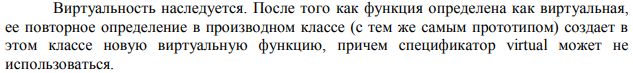 Виртуальность наследуется. После того как функция определена как виртуальная,
ее повторное определение в производном классе (с тем же самым прототипом) создает в
этом классе новую виртуальную функцию, причем спецификатор virtual может не
использоваться.